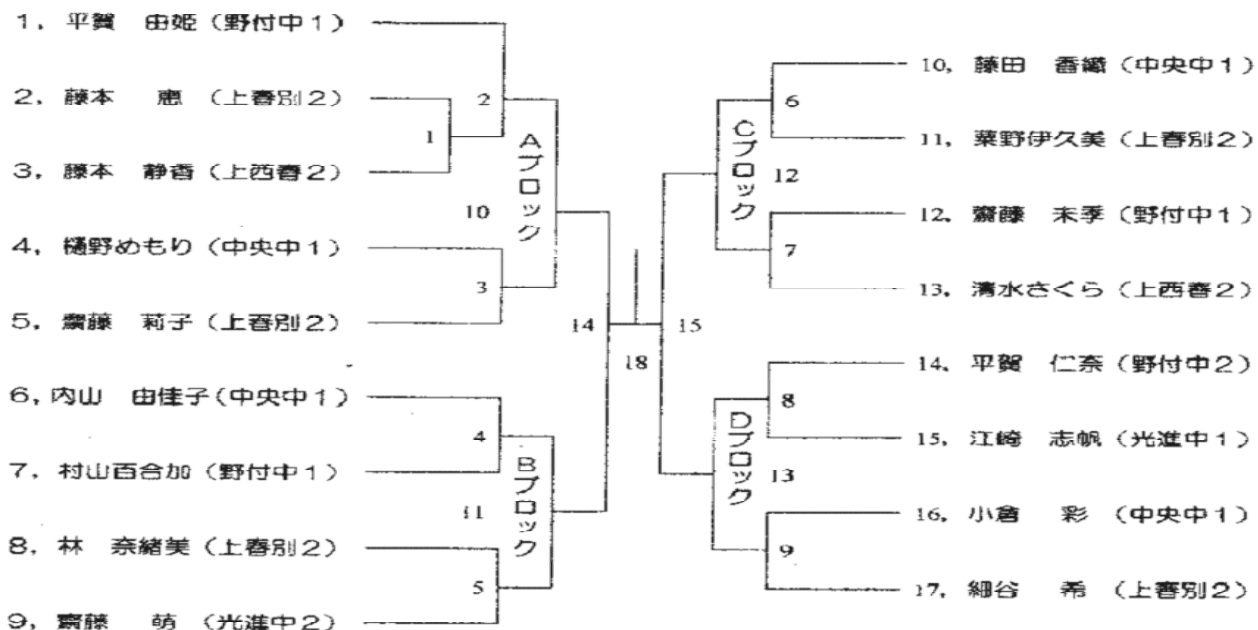 1, 平賀 由姫（野付中1）
2, 藤本 恵 （上春別2）
3, 藤本 静香（上西春2）
4, 樋野めもり（中央中1）
5, 齋藤 莉子（上春別2）
6, 内山 由佳子（中央中1）
7, 村山百合加（野付中1）
8, 林 奈緒美（上春別2）
9, 齋藤 萌 （光進中2）
1
2
3
4
5
10
11
Aブロック
Bブロック
14
18
15
Cブロック
Dブロック
12
13
6
7
8
9
10, 藤田 香織（中央中1）
11, 菜野伊久美（上春別2）
12, 齋藤 未季（野付中1）
13, 清水さくら（上西春2）
14, 平賀 仁奈（野付中2）
15, 江崎 志帆（光進中1）
16, 小倉 彩 （中央中1）
17, 細谷 希 （上春別2）